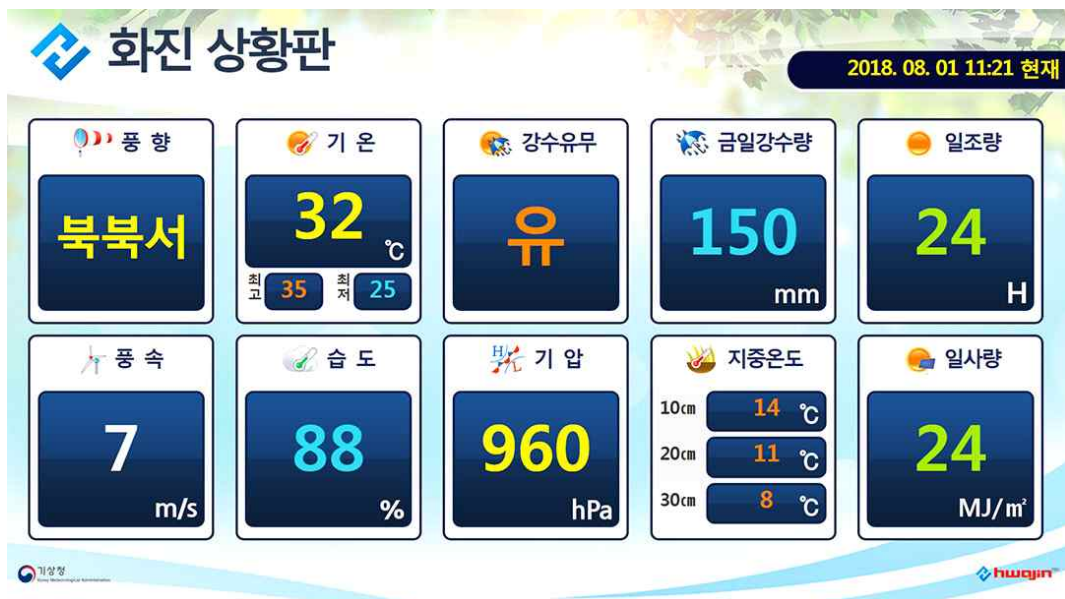 화진 상황판
2018. 08. 01 11:21 현재
풍 향
북북서
기 온
32 ℃
최고 35 최저 25
강수유무
유
금일강수량
150
mm
일조량
24
H
풍 속
7
m/s
습 도
88
%
기 압
960
hPa
지중온도
10cm 14 ℃
20cm 11 ℃
30cm 8 ℃
일사량
24
MJ/㎡
기상청
Korea Meteorological Administration
hwajin